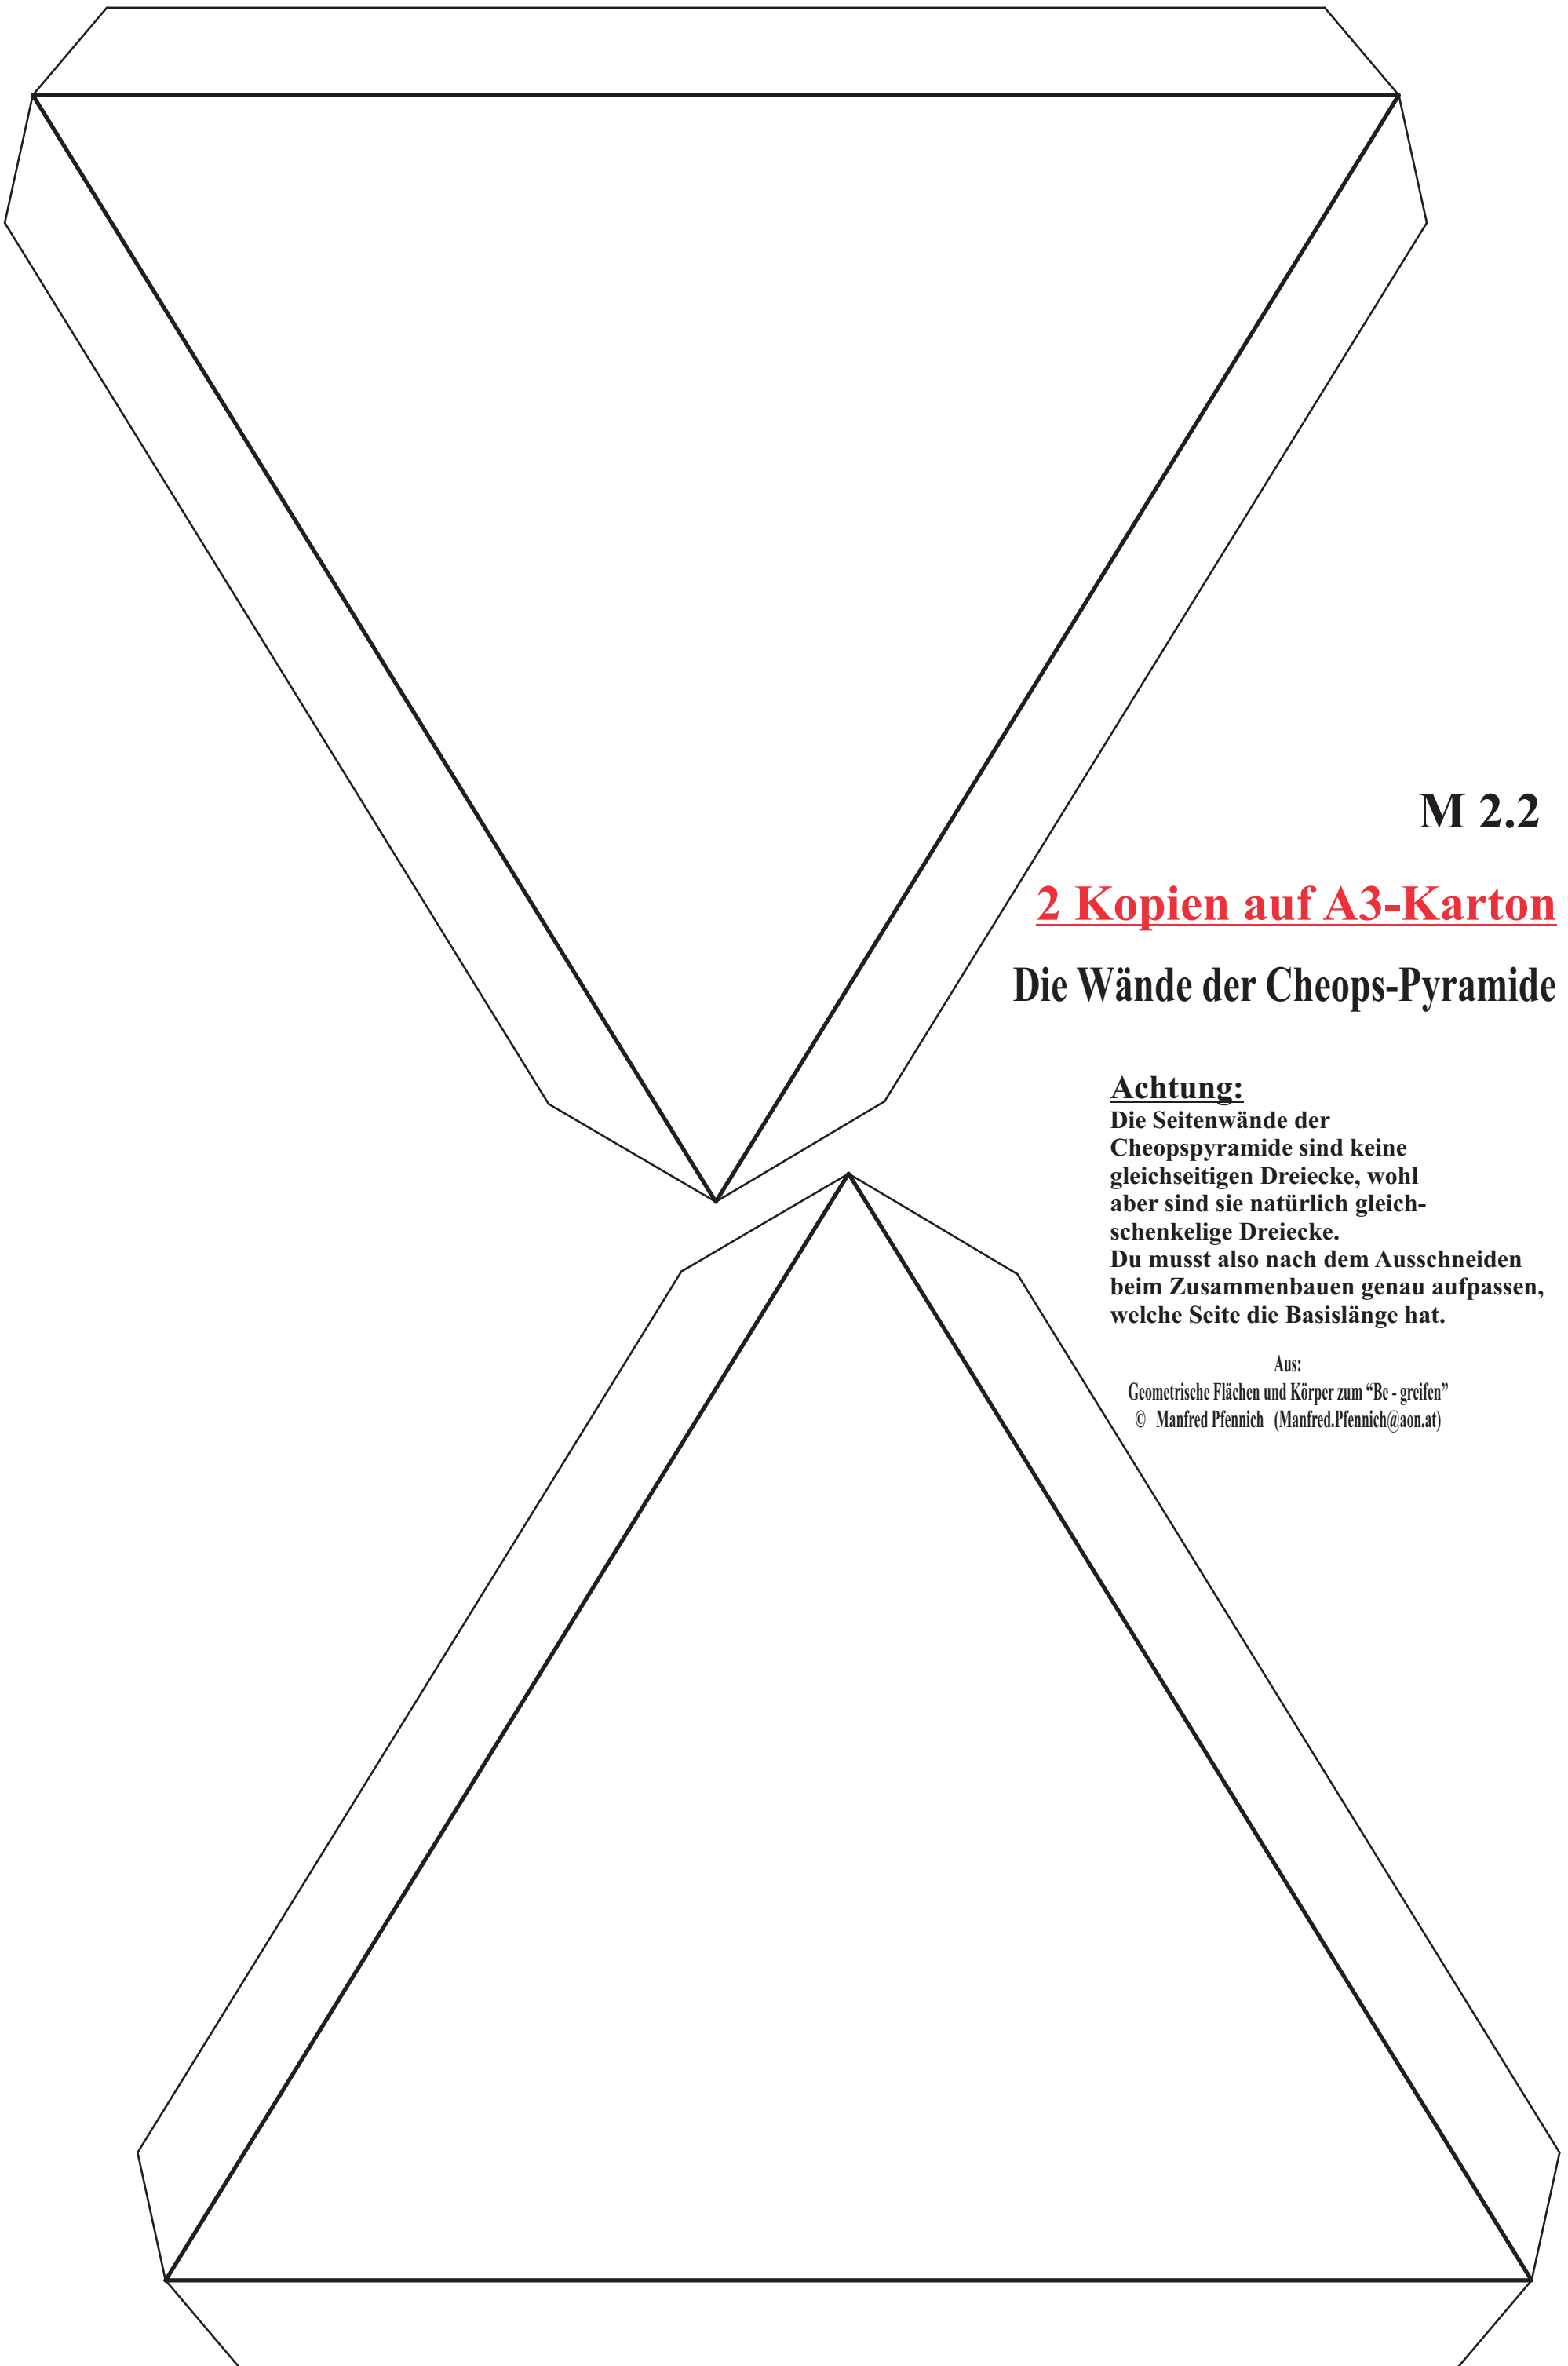 M 2.2
2 Kopien auf A3-Karton
Die Wände der Cheops-Pyramide
Achtung:
Die Seitenwände der
Cheopspyramide sind keine
gleichseitigen Dreiecke, wohl
aber sind sie natürlich gleich-
schenkelige Dreiecke.
Du musst also nach dem Ausschneiden
beim Zusammenbauen genau aufpassen,
welche Seite die Basislänge hat.
Aus:
Geometrische Flächen und Körper zum “Be - greifen”
© Manfred Pfennich (Manfred.Pfennich@aon.at)